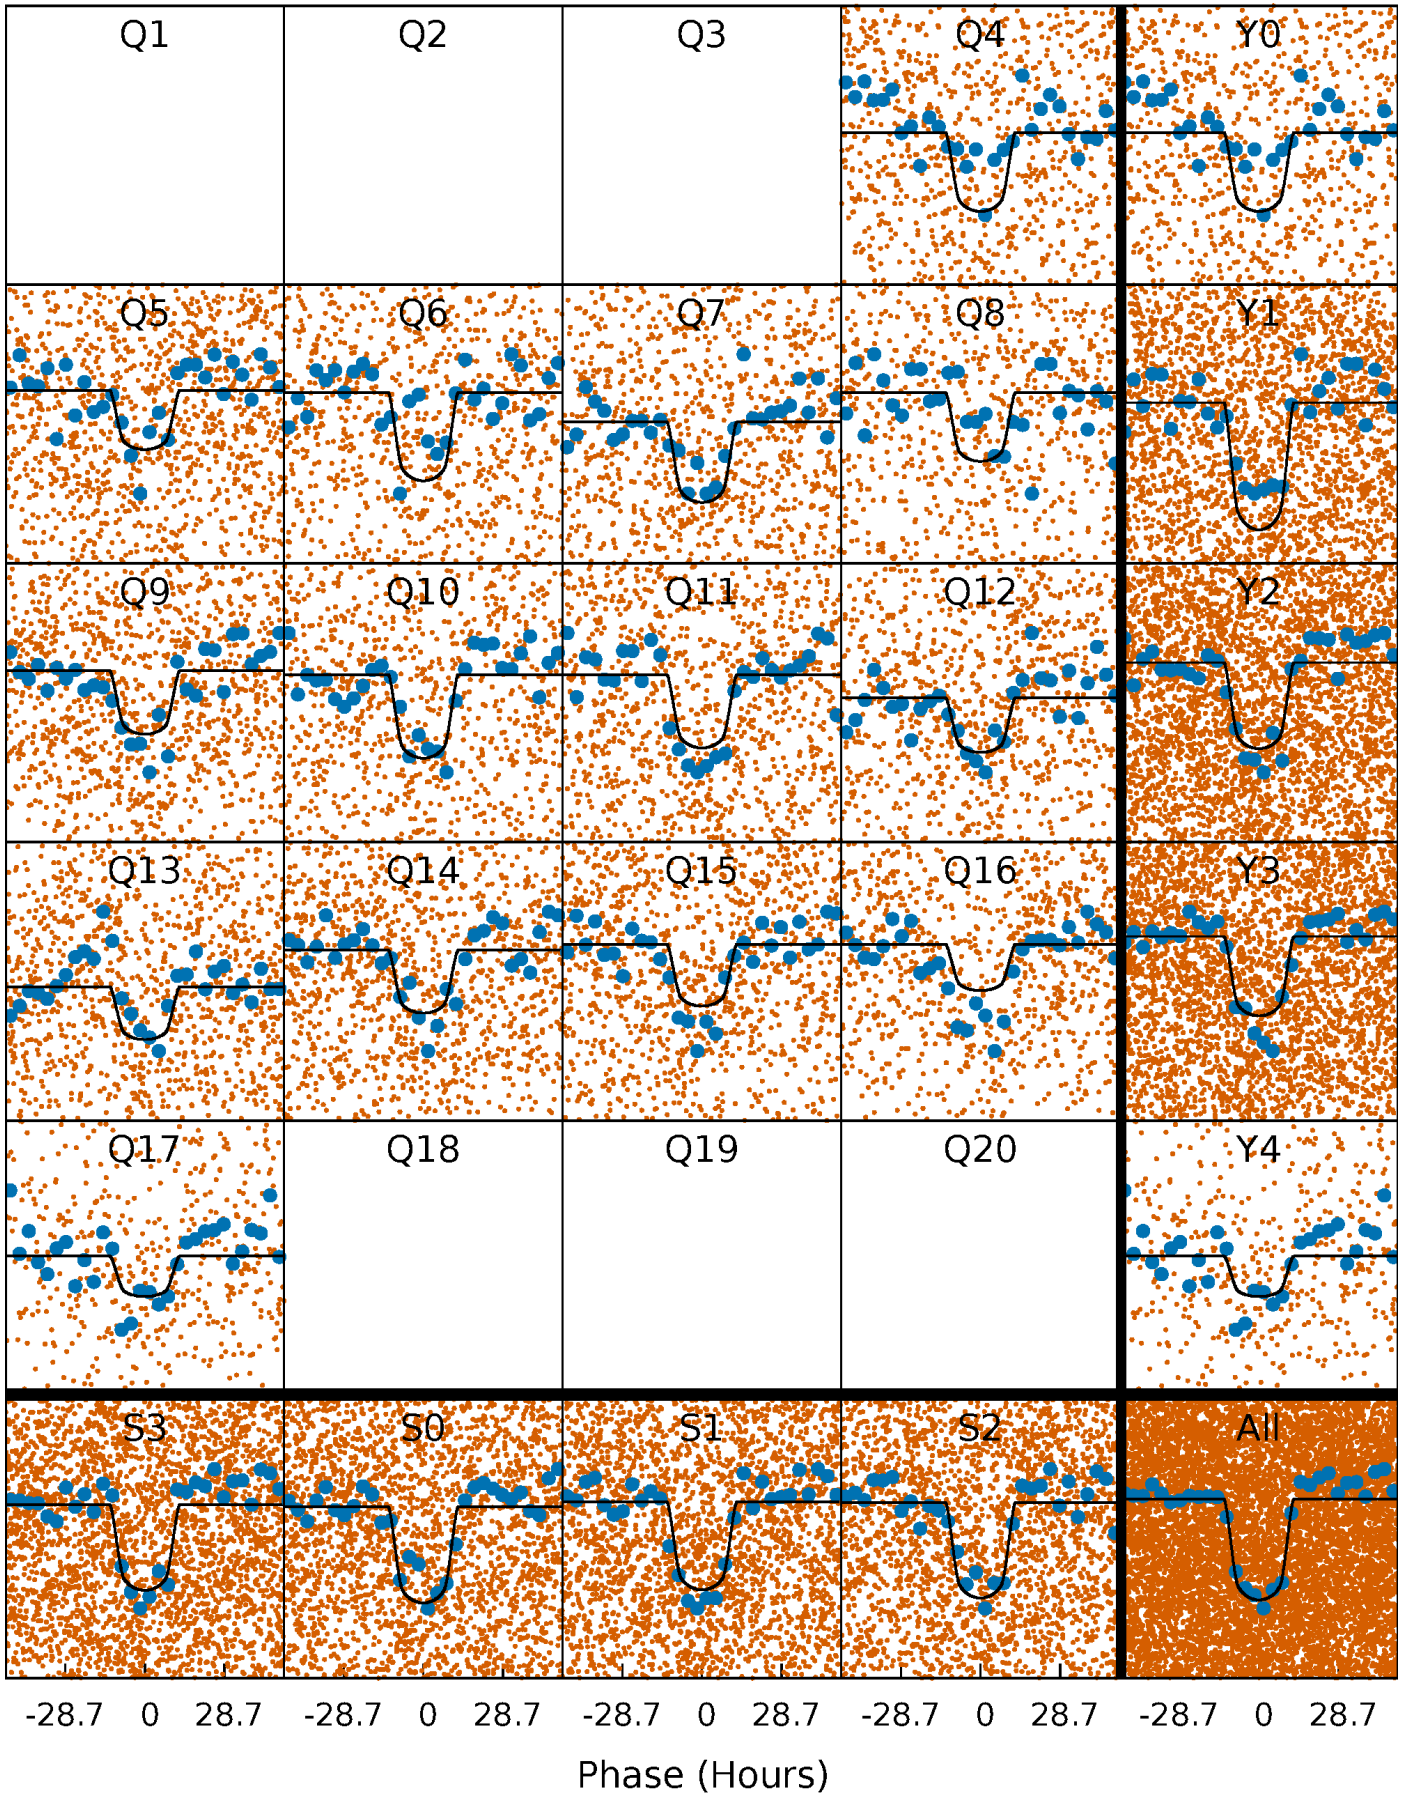 Q1 Q2 Q3 Q4 Y0
Q5 Q6 Q7 Q8 Y1
Q9 Q10 Q11 Q12 Y2
Q13 Q14 Q15 Q16 Y3
Q17 Q18 Q19 Q20 Y4
S3 S0 S1 S2 All
-28.7 0 28.7 -28.7 0 28.7 -28.7 0 28.7 -28.7 0 28.7 -28.7 0 28.7
Phase (Hours)